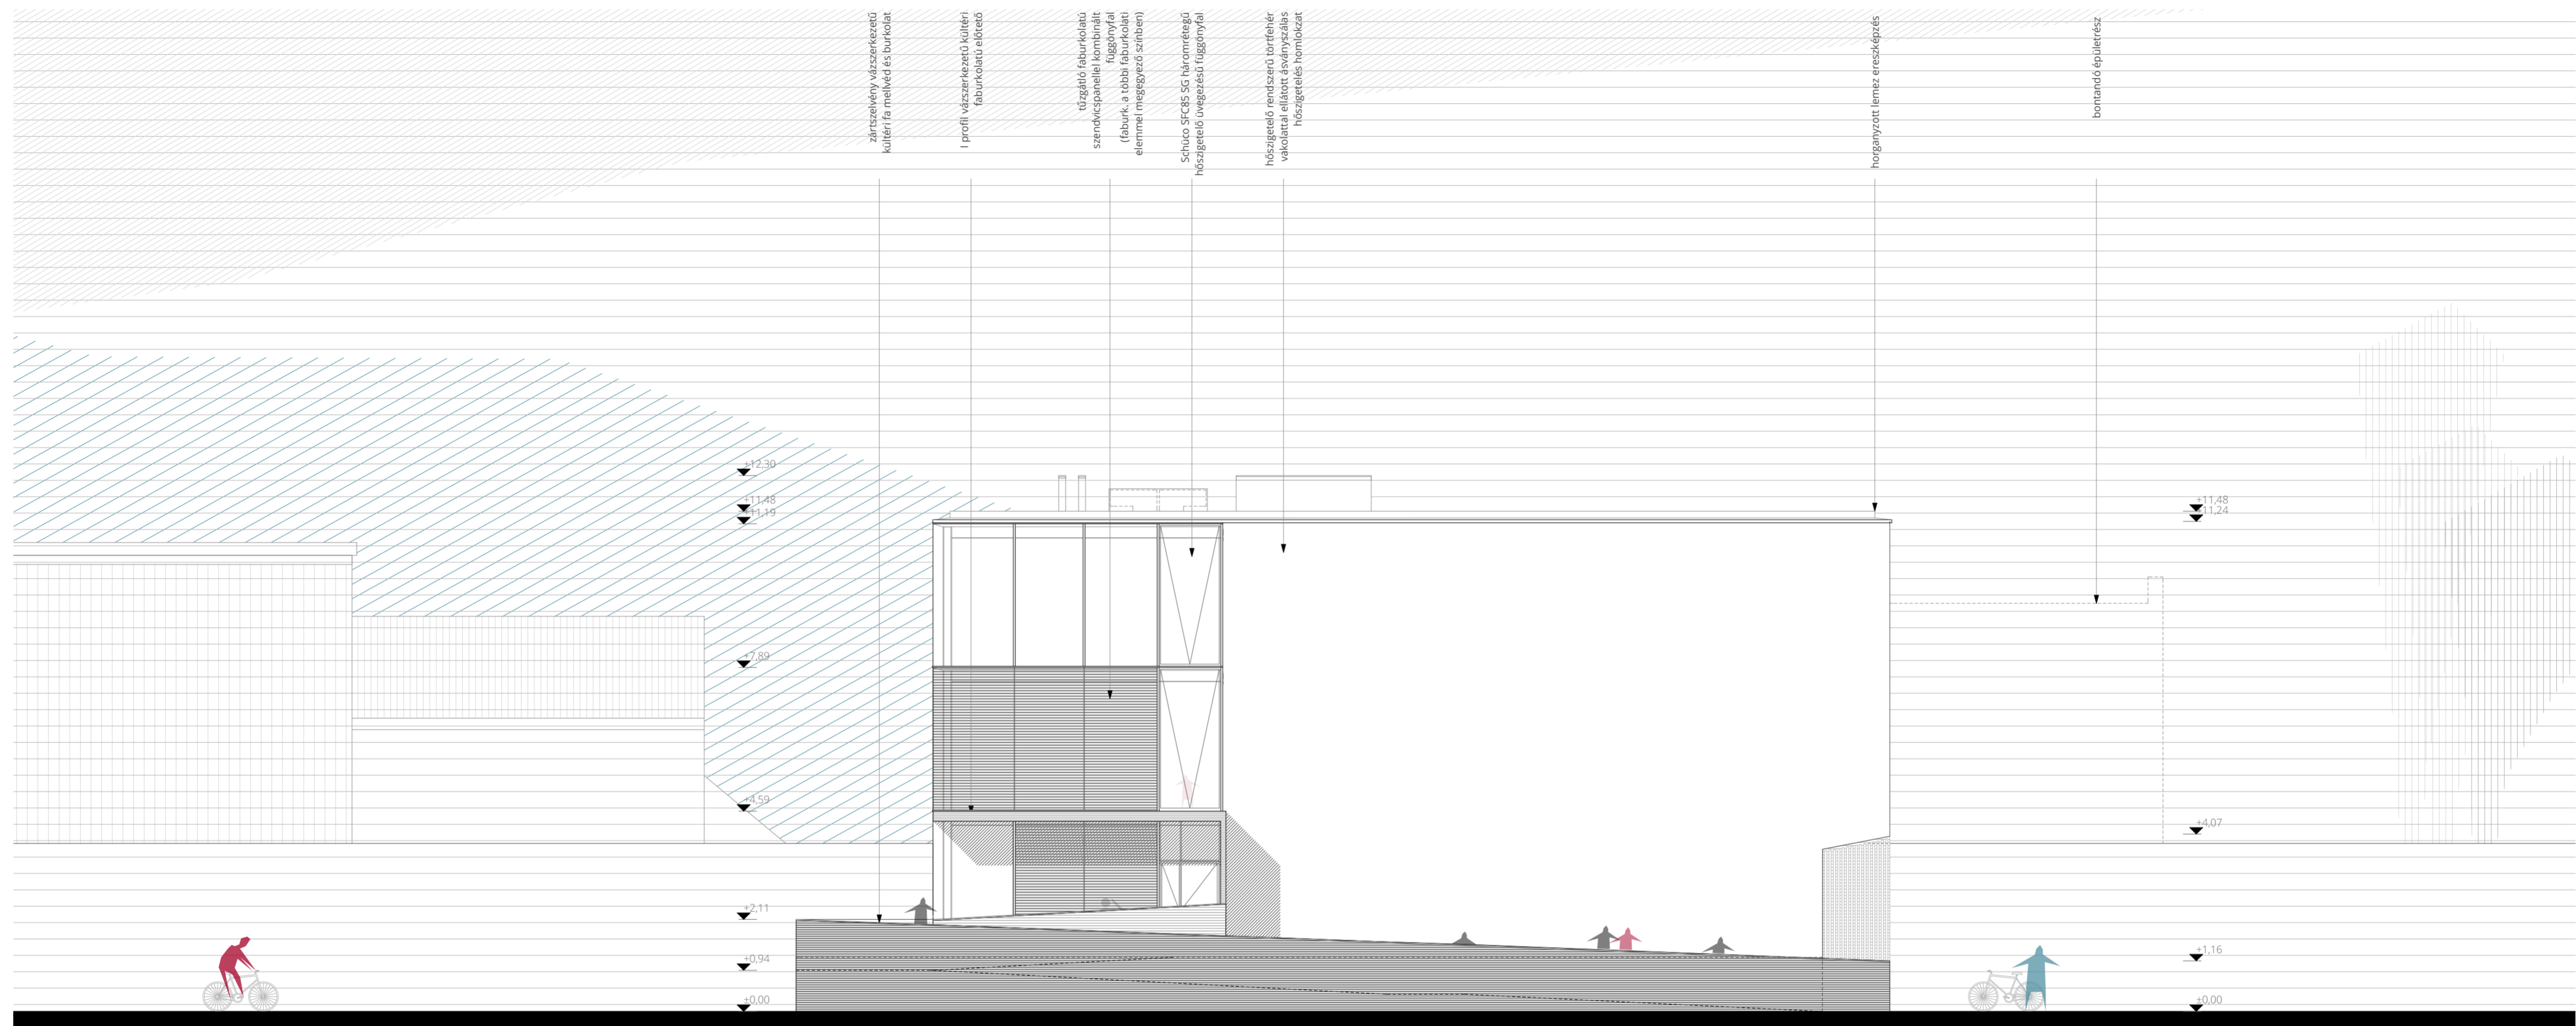 zártszelvény vázszerkezetű
kültéri fa mellvéd és burkolat
I profil vázszerkezetű kültéri
faburkolatú előtető
tűzgátló faburkolatú
szendvicspanellel kombinált
függönyfal
(faburk. a többi faburkolati
elemmel megegyező színben)
Schüco SFC85 SG háromrétegű
hőszigetelő üvegezésű függönyfal
hőszigetelő rendszerű törtfehér
vakolattal ellátott ásványszálas
hőszigetelés homlokzat
horganyzott lemez ereszképzés
bontandó épületrész
+12,30
+11,48
+11,19
+7,89
+4,59
+2,11
+0,94
+0,00
+11,48
+11,24
+4,07
+1,16
+0,00